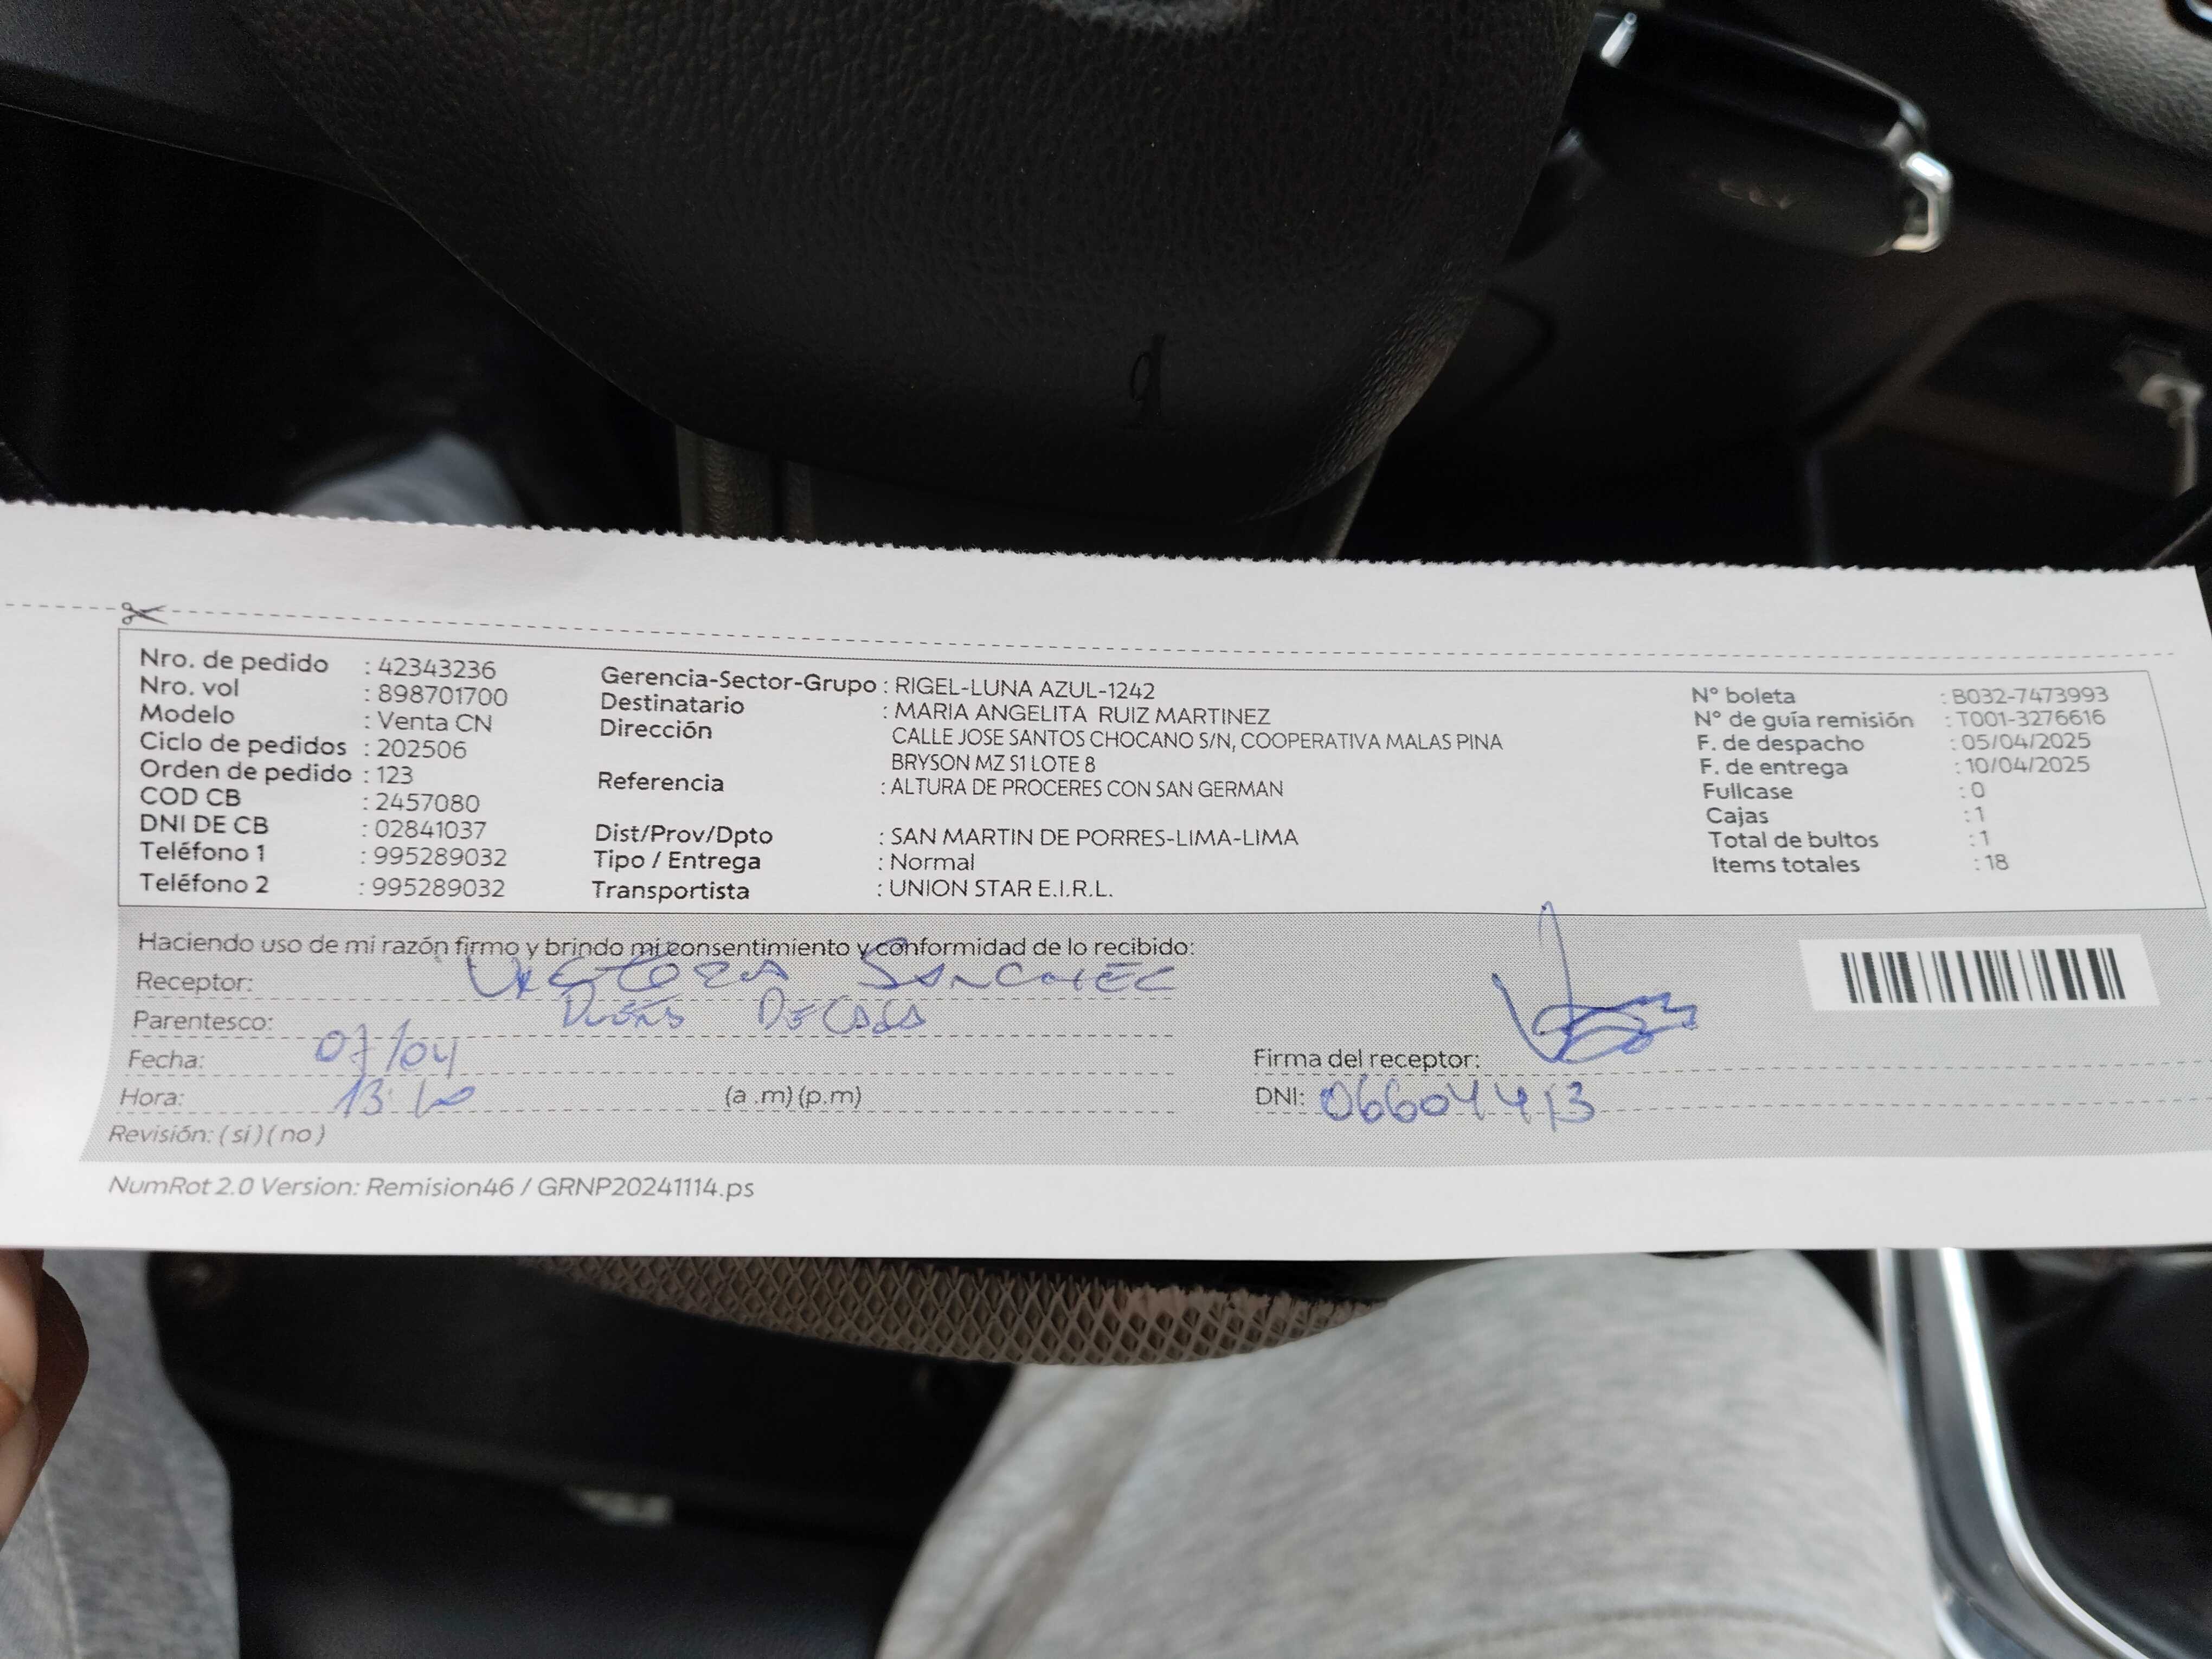 Nro. de pedido : 42343236
Nro. vol : 898701700
Modelo : Venta CN
Ciclo de pedidos : 202506
Orden de pedido : 123
COD CB : 2457080
DNI DE CB : 02841037
Teléfono 1 : 995289032
Teléfono 2 : 995289032
Gerencia-Sector-Grupo : RIGEL-LUNA AZUL-1242
Destinatario : MARIA ANGELITA RUIZ MARTINEZ
Dirección CALLE JOSE SANTOS CHOCANO S/N, COOPERATIVA MALAS PINA
BRYSON MZ S1 LOTE 8
Referencia : ALTURA DE PROCERES CON SAN GERMAN
Dist/Prov/Dpto : SAN MARTIN DE PORRES-LIMA-LIMA
Tipo / Entrega : Normal
Transportista : UNION STAR E.I.R.L.
N° boleta : B032-7473993
N° de guía remisión : T001-3276616
F. de despacho : 05/04/2025
F. de entrega : 10/04/2025
Fullcase : 0
Cajas : 1
Total de bultos : 1
Items totales : 18
Haciendo uso de mi razón firmo y brindo mi consentimiento y conformidad de lo recibido:
Receptor: SANCHEZ
Parentesco: DUEÑA DE CASA
Fecha: 07/04
Hora: (a .m) (p.m)
Revisión: ( si ) ( no )
Firma del receptor:
DNI: 06604413
NumRot 2.0 Version: Remision46 / GRNP20241114.ps